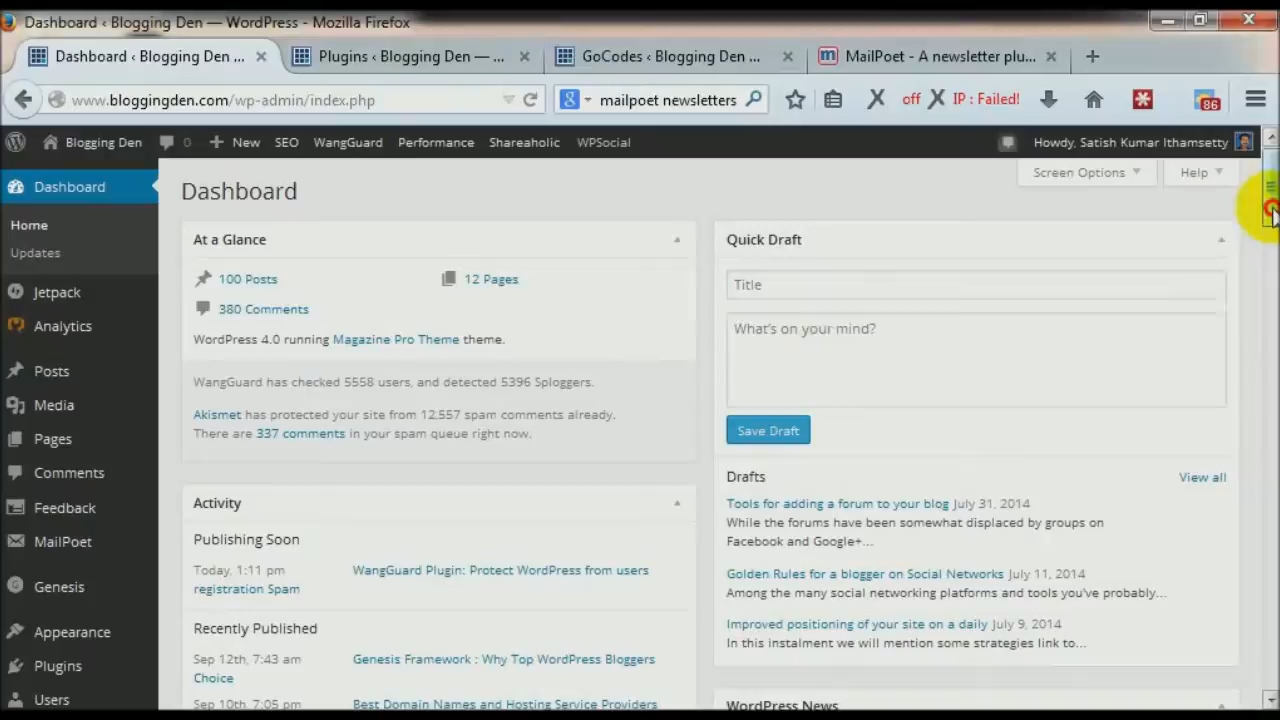 Dashboard ‹ Blogging Den — WordPress - Mozilla Firefox
Dashboard ‹ Blogging Den ...
Plugins ‹ Blogging Den — ...
GoCodes ‹ Blogging Den ...
MailPoet - A newsletter plu...
www.bloggingden.com/wp-admin/index.php
mailpoet newsletters
off
IP : Failed!
86
Blogging Den
0
New
SEO
WangGuard
Performance
Shareaholic
WPSocial
Howdy, Satish Kumar Ithamsetty
Dashboard
Home
Updates
Jetpack
Analytics
Posts
Media
Pages
Comments
Feedback
MailPoet
Genesis
Appearance
Plugins
Users
Screen Options
Help
Dashboard
At a Glance
100 Posts
12 Pages
380 Comments
WordPress 4.0 running Magazine Pro Theme theme.
WangGuard has checked 5558 users, and detected 5396 Sploggers.
Akismet has protected your site from 12,557 spam comments already.
There are 337 comments in your spam queue right now.
Activity
Publishing Soon
Today, 1:11 pm WangGuard Plugin: Protect WordPress from users
registration Spam
Recently Published
Sep 12th, 7:43 am Genesis Framework : Why Top WordPress Bloggers
Choice
Sep 10th, 7:05 pm Best Domain Names and Hosting Service Providers
Quick Draft
Title
What's on your mind?
Save Draft
Drafts
View all
Tools for adding a forum to your blog July 31, 2014
While the forums have been somewhat displaced by groups on
Facebook and Google+...
Golden Rules for a blogger on Social Networks July 11, 2014
Among the many social networking platforms and tools you've probably...
Improved positioning of your site on a daily July 9, 2014
In this instalment we will mention some strategies link to...
WordPress News